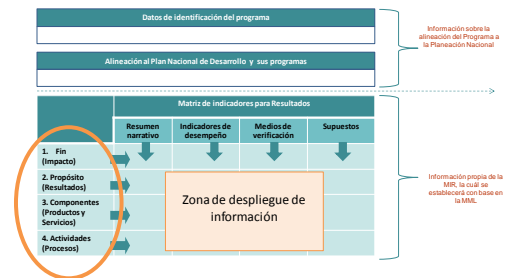 Datos de identificación del programa
Información sobre la
alineación del Programa a
la Planeación Nacional
Alineación al Plan Nacional de Desarrollo y sus programas
Matriz de indicadores para Resultados
Resumen
narrativo
Indicadores de
desempeño
Medios de
verificación
Supuestos
1. Fin
(Impacto)
2. Propósito
(Resultados)
3. Componentes
(Productos y
Servicios)
4. Actividades
(Procesos)
Zona de despliegue de
información
Información propia de la
MIR, la cuál se
establecerá con base en
la MML